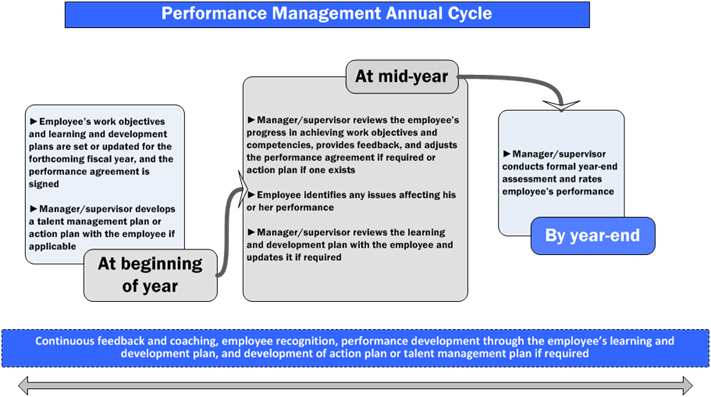 Performance Management Annual Cycle
►Employee's work objectives
and learning and development
plans are set or updated for the
forthcoming fiscal year, and the
performance agreement is
signed
►Manager/supervisor develops
a talent management plan or
action plan with the employee if
applicable
At beginning
of year
At mid-year
►Manager/supervisor reviews the employee's
progress in achieving work objectives and
competencies, provides feedback, and adjusts
the performance agreement if required or
action plan if one exists
►Employee identifies any issues affecting his
or her performance
►Manager/supervisor reviews the learning
and development plan with the employee and
updates it if required
►Manager/supervisor
conducts formal year-end
assessment and rates
employee's performance
By year-end
Continuous feedback and coaching, employee recognition, performance development through the employee's learning and
development plan, and development of action plan or talent management plan if required